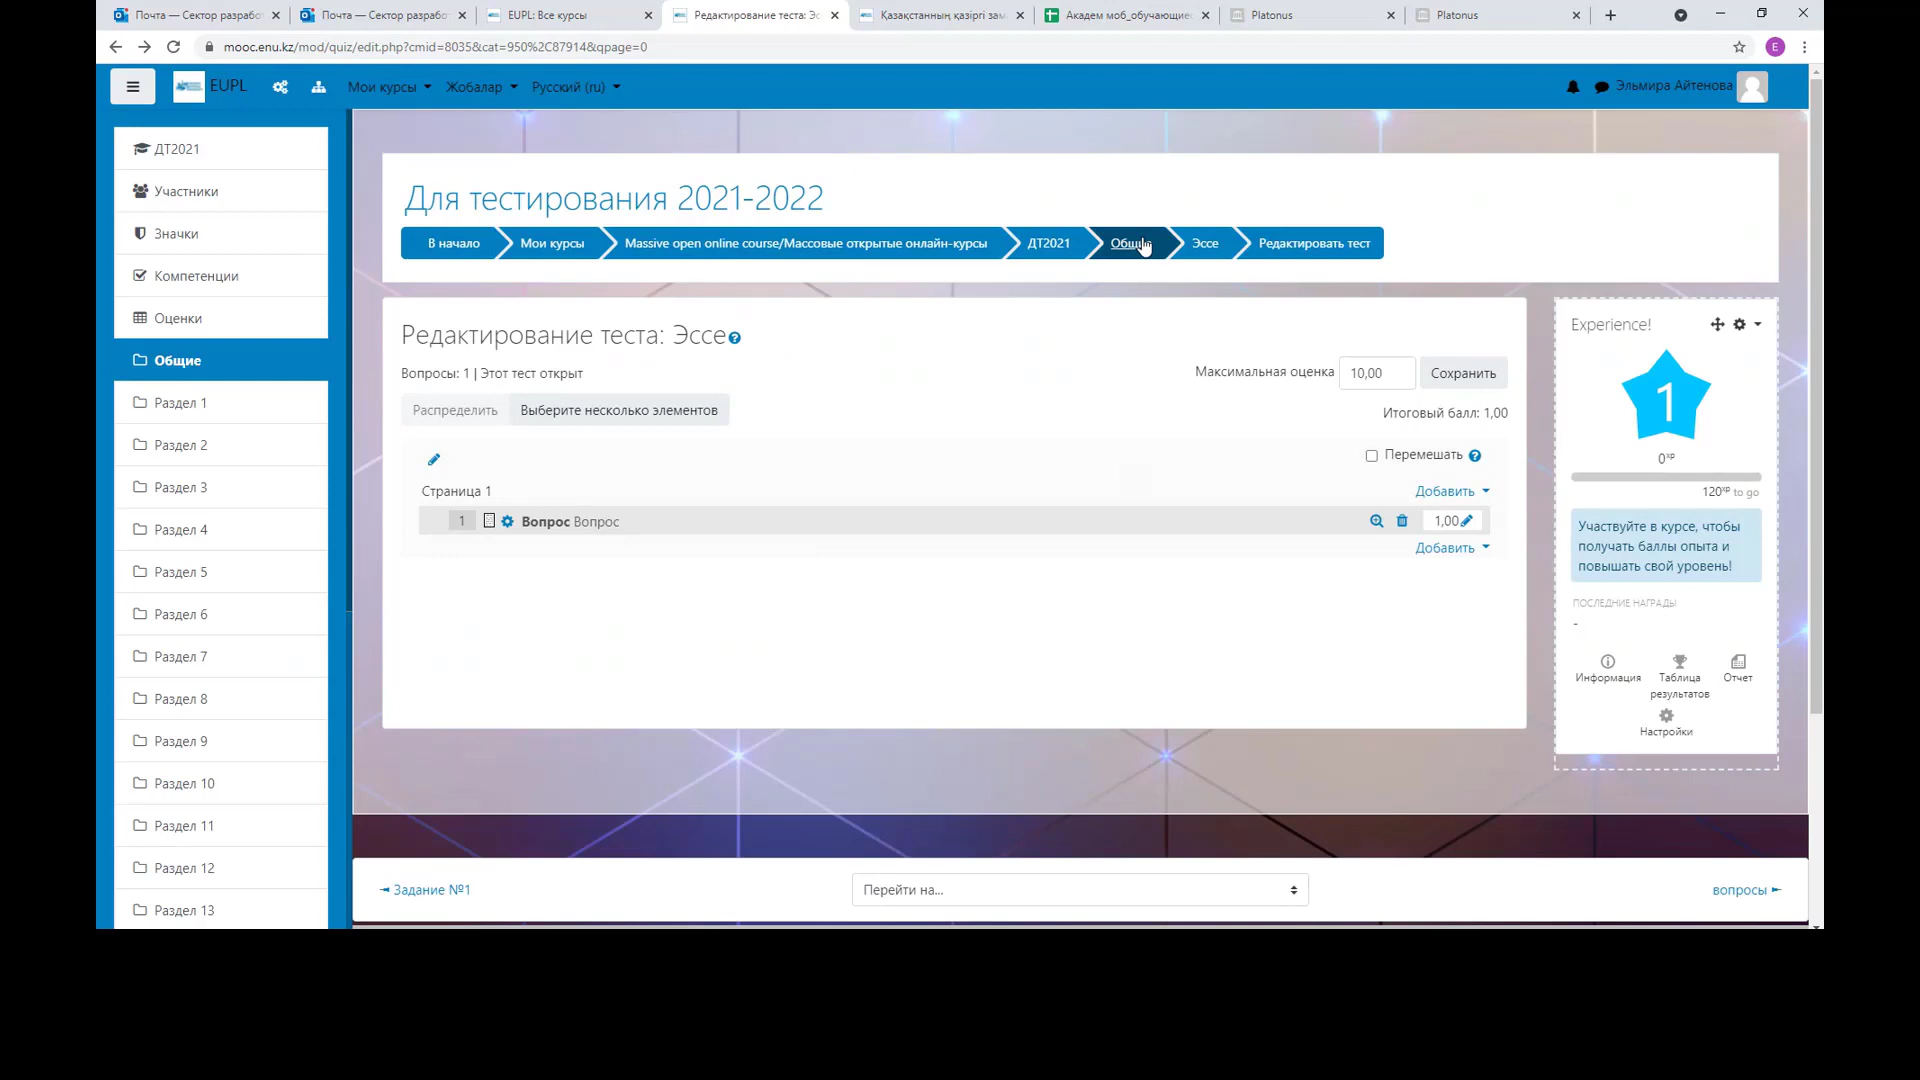 Почта — Сектор разработ
Почта — Сектор разработ
EUPL: Все курсы
Редактирование теста: Эс
Қазақстанның қазіргі зам
Академ моб_обучающиес
Platonus
Platonus
mooc.enu.kz/mod/quiz/edit.php?cmid=8035&cat=950%2C87914&qpage=0
E
EUPL
Мои курсы
Жобалар
Русский (ru)
Эльмира Айтенова
ДТ2021
Участники
Значки
Компетенции
Оценки
Общие
Раздел 1
Раздел 2
Раздел 3
Раздел 4
Раздел 5
Раздел 6
Раздел 7
Раздел 8
Раздел 9
Раздел 10
Раздел 11
Раздел 12
Раздел 13
Для тестирования 2021-2022
В начало
Мои курсы
Massive open online course/Массовые открытые онлайн-курсы
ДТ2021
Общие
Эссе
Редактировать тест
Редактирование теста: Эссе
Вопросы: 1 | Этот тест открыт
Максимальная оценка 10,00 Сохранить
Распределить Выберите несколько элементов
Итоговый балл: 1,00
Перемешать
Страница 1
Добавить
1 Вопрос Вопрос 1,00
Добавить
Experience!
1
0xp
120xp to go
Участвуйте в курсе, чтобы
получать баллы опыта и
повышать свой уровень!
ПОСЛЕДНИЕ НАГРАДЫ
-
Информация
Таблица
результатов
Отчет
Настройки
◄ Задание №1
Перейти на...
вопросы ►